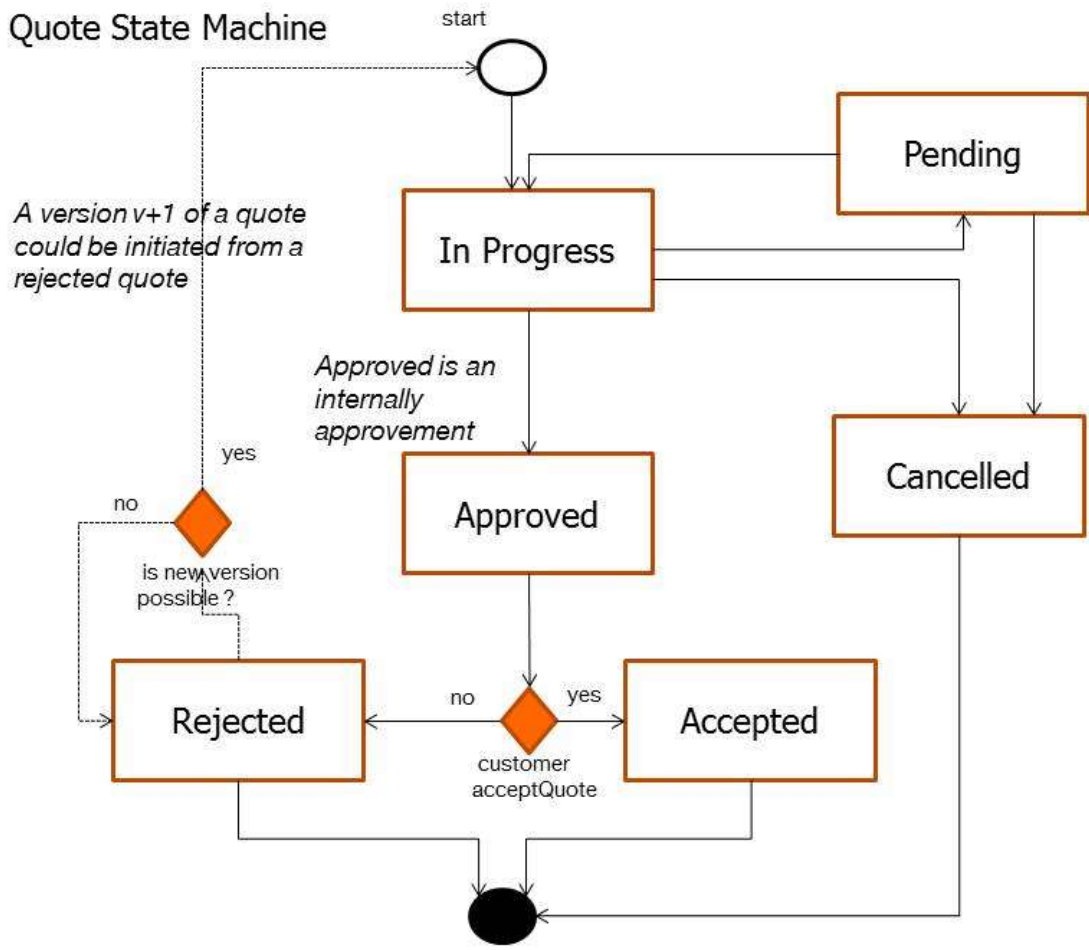 Quote State Machine
start
Pending
A version v+1 of a quote
could be initiated from a
rejected quote
In Progress
Approved is an
internally
approvement
yes
no
Cancelled
Approved
is new version
possible ?
Rejected
no
yes
Accepted
customer
acceptQuote